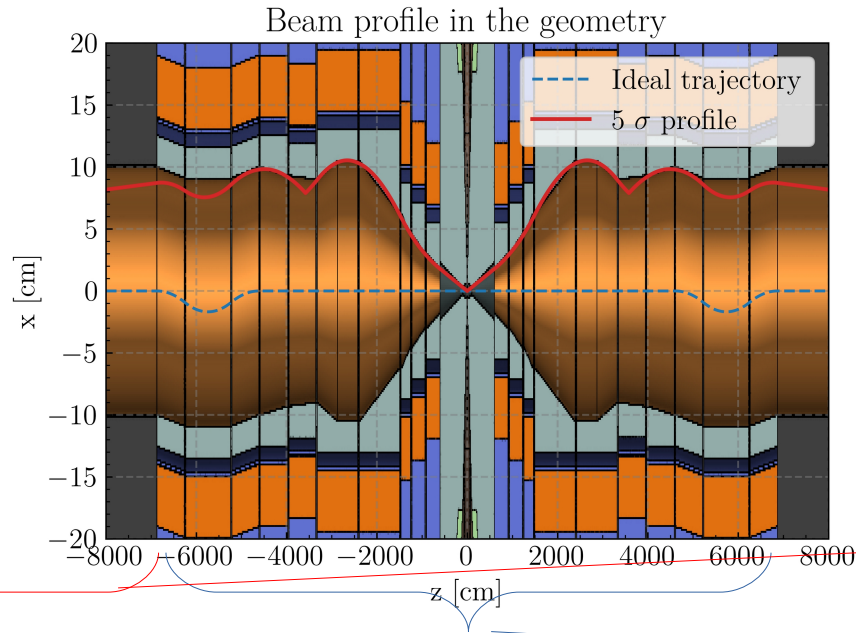 Beam profile in the geometry
Ideal trajectory
5 σ profile
20
15
10
5
0
−5
−10
−15
−20
x [cm]
−8000 −6000 −4000 −2000 0 2000 4000 6000 8000
z [cm]